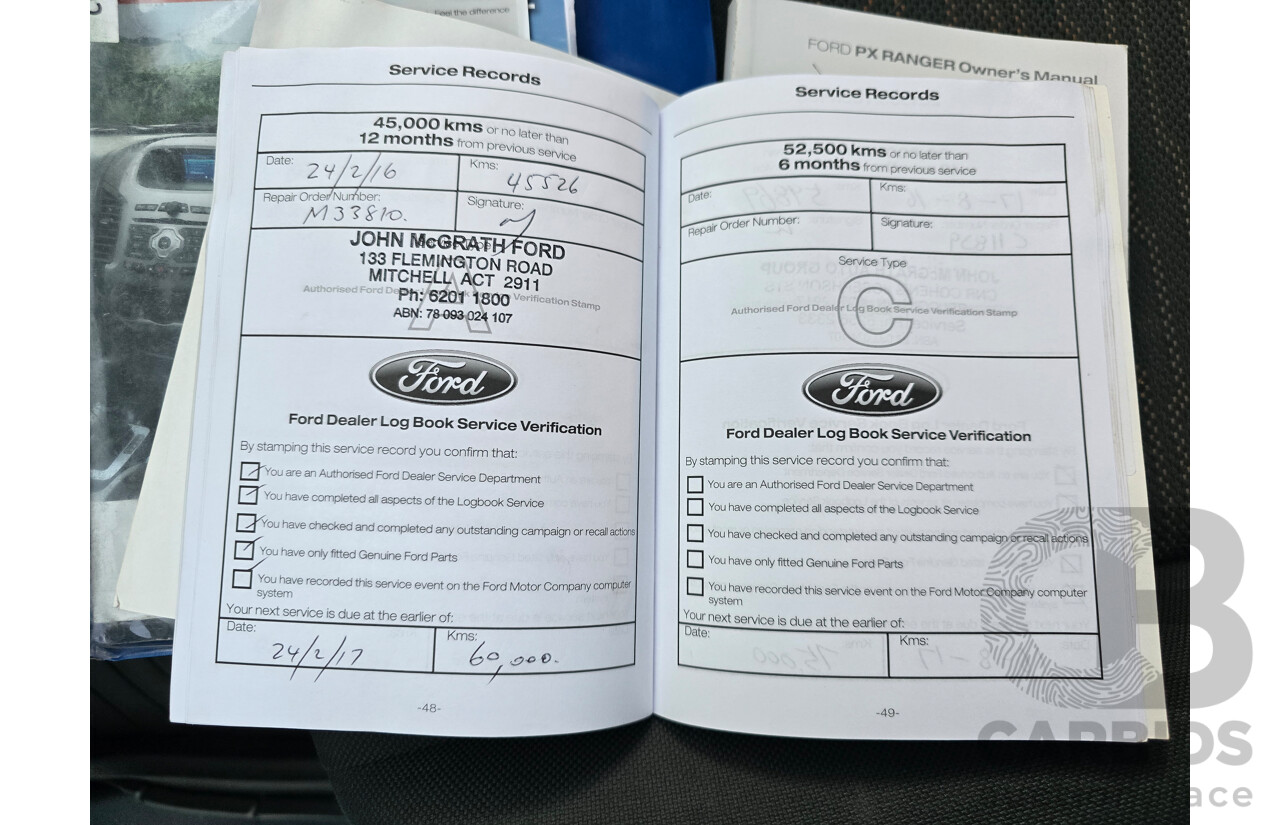 Feel the difference
FORD PX RANGER Owner's Manual
Service Records
45,000 kms or no later than
12 months from previous service
Date: 24/2/16
Kms: 45526
Repair Order Number: M33810.
Signature:
JOHN McGRATH FORD
133 FLEMINGTON ROAD
MITCHELL ACT 2911
Authorised Ford Dealer Verification Stamp
Ph: 6201 1800
ABN: 78 093 024 107
A
Ford
Ford Dealer Log Book Service Verification
By stamping this service record you confirm that:
You are an Authorised Ford Dealer Service Department
You have completed all aspects of the Logbook Service
You have checked and completed any outstanding campaign or recall actions
You have only fitted Genuine Ford Parts
You have recorded this service event on the Ford Motor Company computer
system
Your next service is due at the earlier of:
Date: 24/2/17
Kms: 60,000.
-48-
Service Records
52,500 kms or no later than
6 months from previous service
Date:
Kms:
Repair Order Number:
Signature:
Service Type
C
Authorised Ford Dealer Log Book Service Verification Stamp
Ford
Ford Dealer Log Book Service Verification
By stamping this service record you confirm that:
You are an Authorised Ford Dealer Service Department
You have completed all aspects of the Logbook Service
You have checked and completed any outstanding campaign or recall actions
You have only fitted Genuine Ford Parts
You have recorded this service event on the Ford Motor Company computer
system
Your next service is due at the earlier of:
Date:
Kms:
-49-
CB
CARBIDS
ace